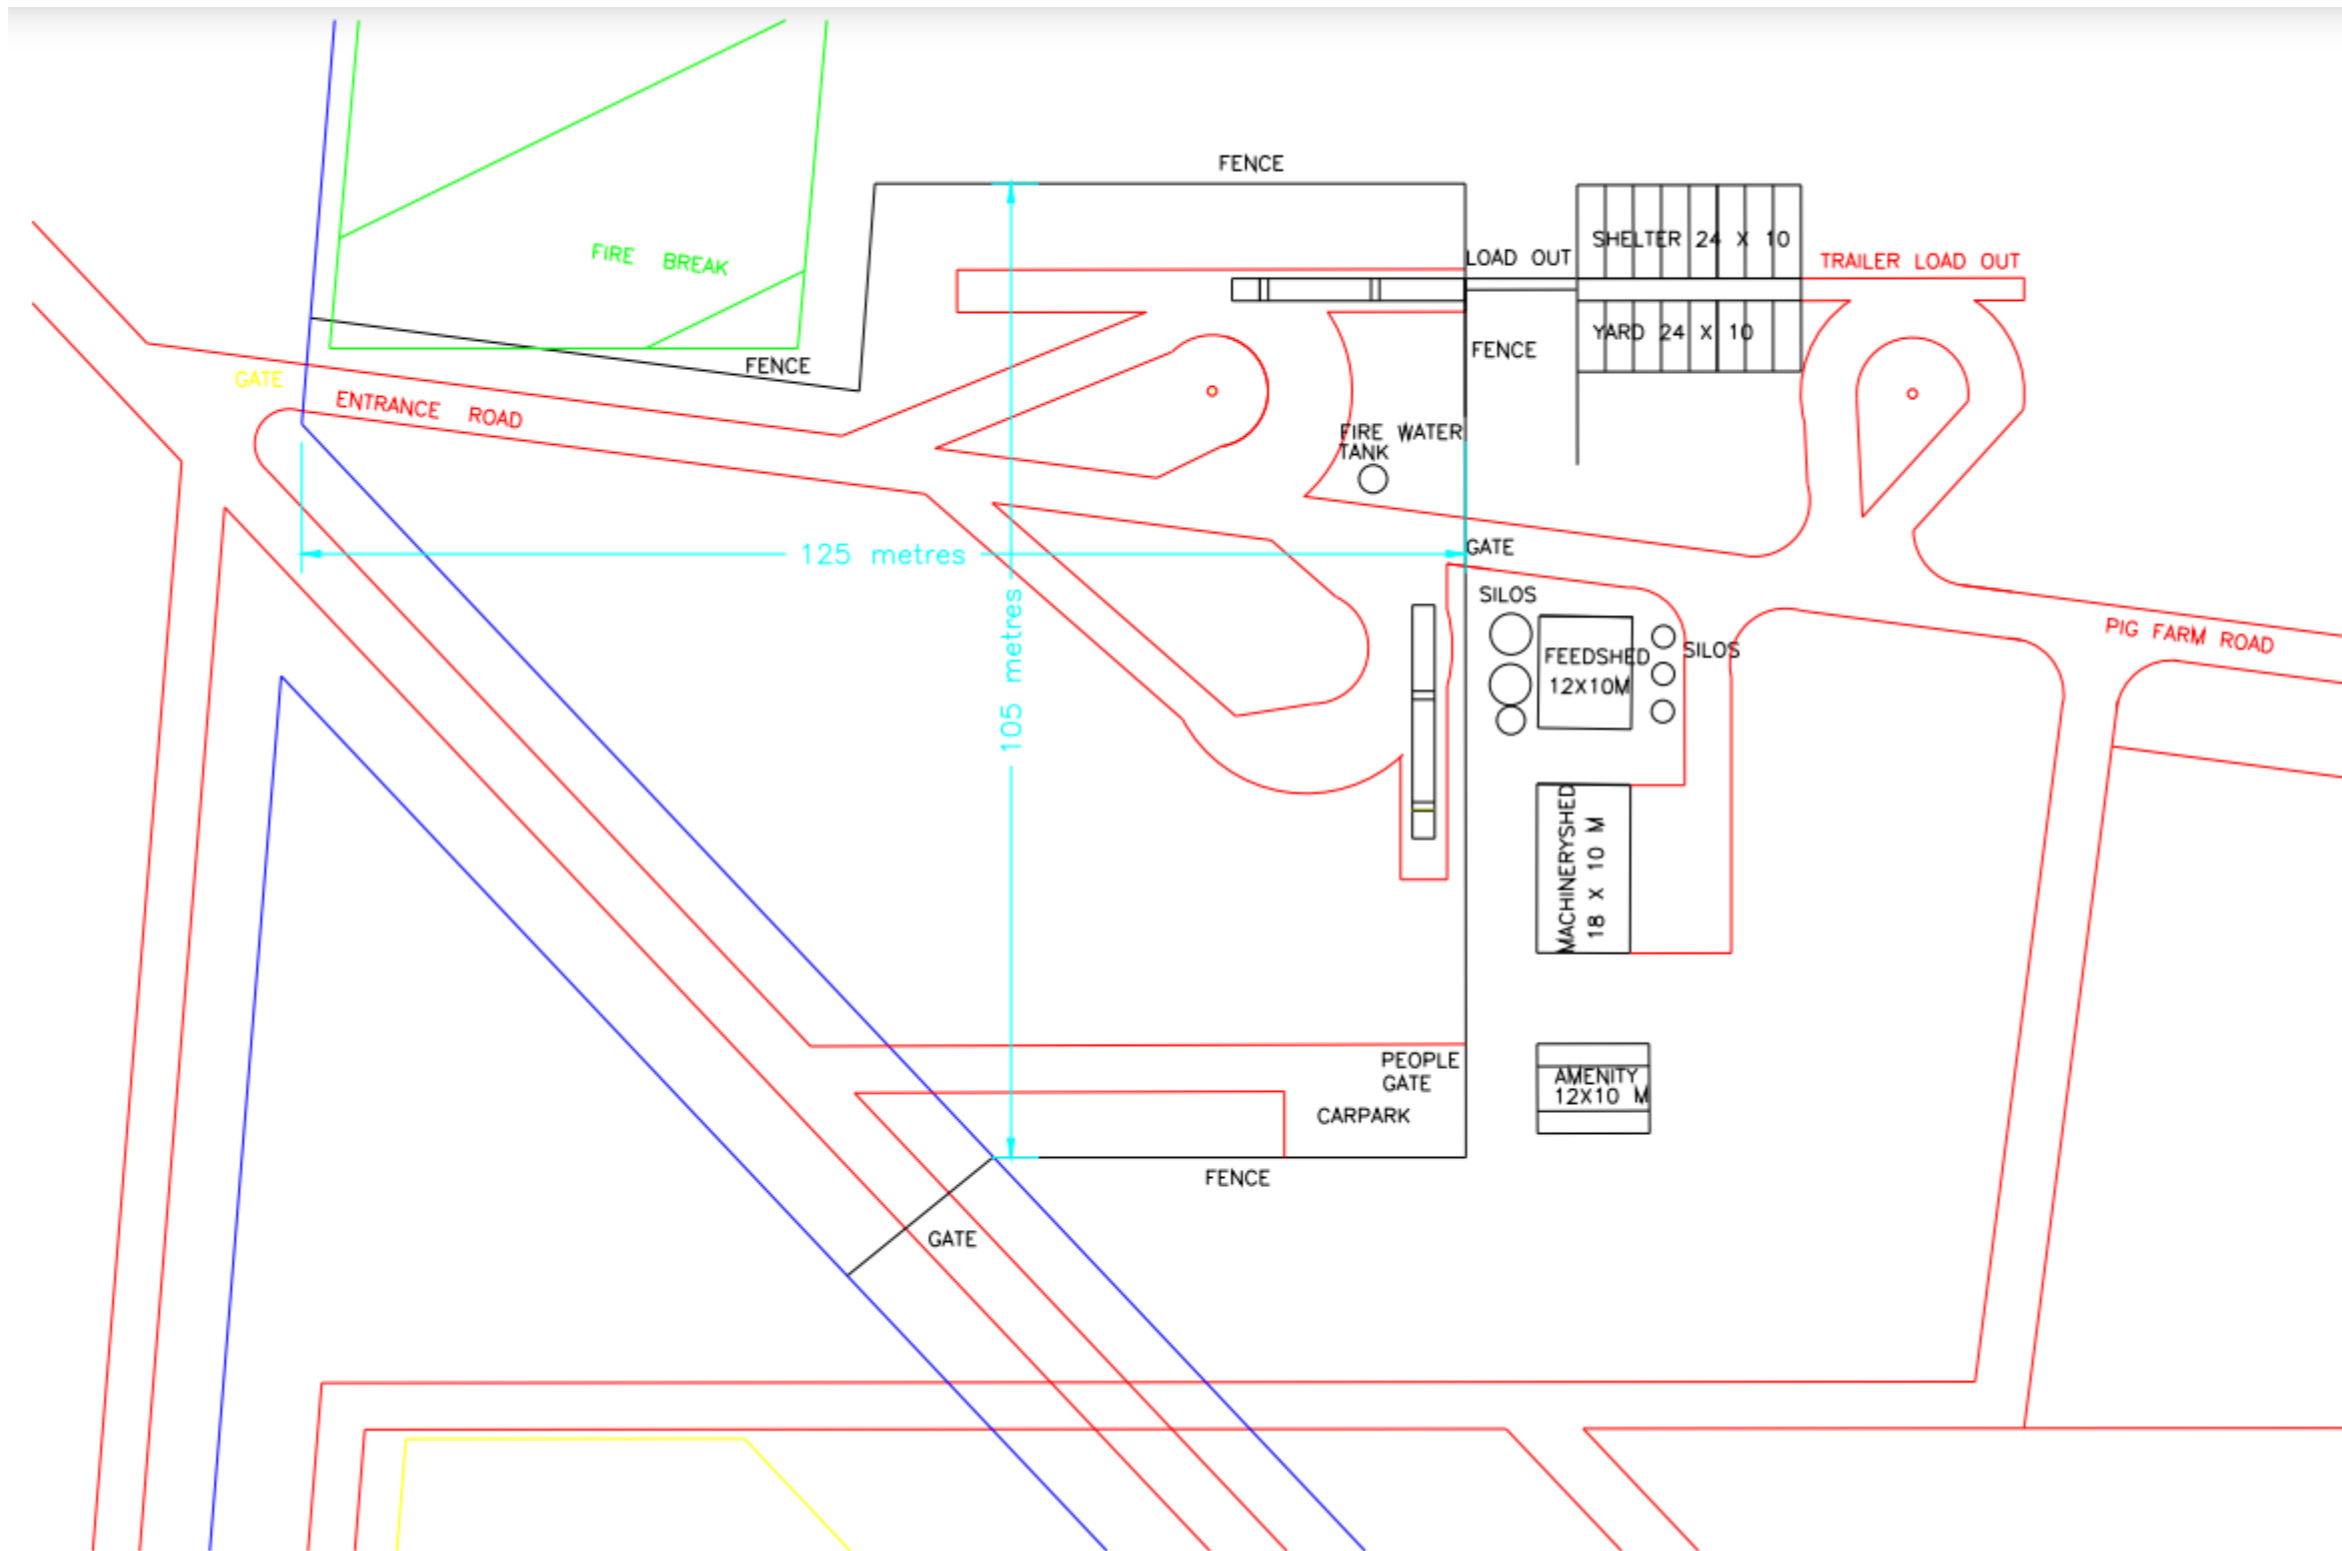 FENCE
SHELTER 24 X 10
LOAD OUT
TRAILER LOAD OUT
FIRE BREAK
YARD 24 X 10
FENCE
FENCE
GATE
ENTRANCE ROAD
FIRE WATER
TANK
GATE
125 metres
SILOS
105 metres
PIG FARM ROAD
FEEDSHED
12X10M
SILOS
MACHINERYSHED
18 X 10 M
PEOPLE
GATE
AMENITY
12X10 M
CARPARK
FENCE
GATE